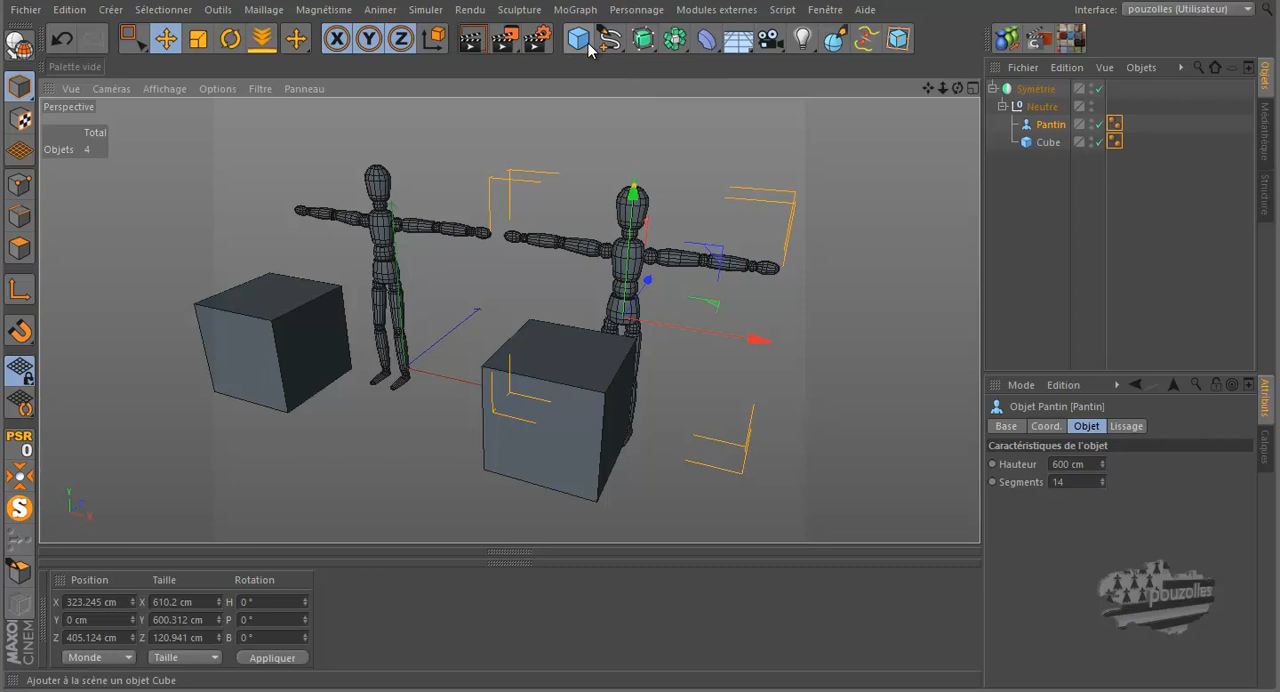 Fichier Edition Créer Sélectionner Outils Maillage Magnétisme Animer Simuler Rendu Sculpture MoGraph Personnage Modules externes Script Fenêtre Aide Interface: pouzolles (Utilisateur)
Palette vide
Vue Caméras Affichage Options Filtre Panneau
Perspective
Total
Objets 4
Fichier Edition Vue Objets
Symétrie
Neutre
Pantin
Cube
Objets
Médiathèque
Structure
Mode Edition
Objet Pantin [Pantin]
Base Coord. Objet Lissage
Caractéristiques de l'objet
Hauteur 600 cm
Segments 14
Attributs
Calques
pouzolles
PSR
0
S
X Y Z
Y
X
Position Taille Rotation
X 323.245 cm X 610.2 cm H 0 °
Y 0 cm Y 600.312 cm P 0 °
Z 405.124 cm Z 120.941 cm B 0 °
Monde Taille Appliquer
MAXO
CINEM
Ajouter à la scène un objet Cube